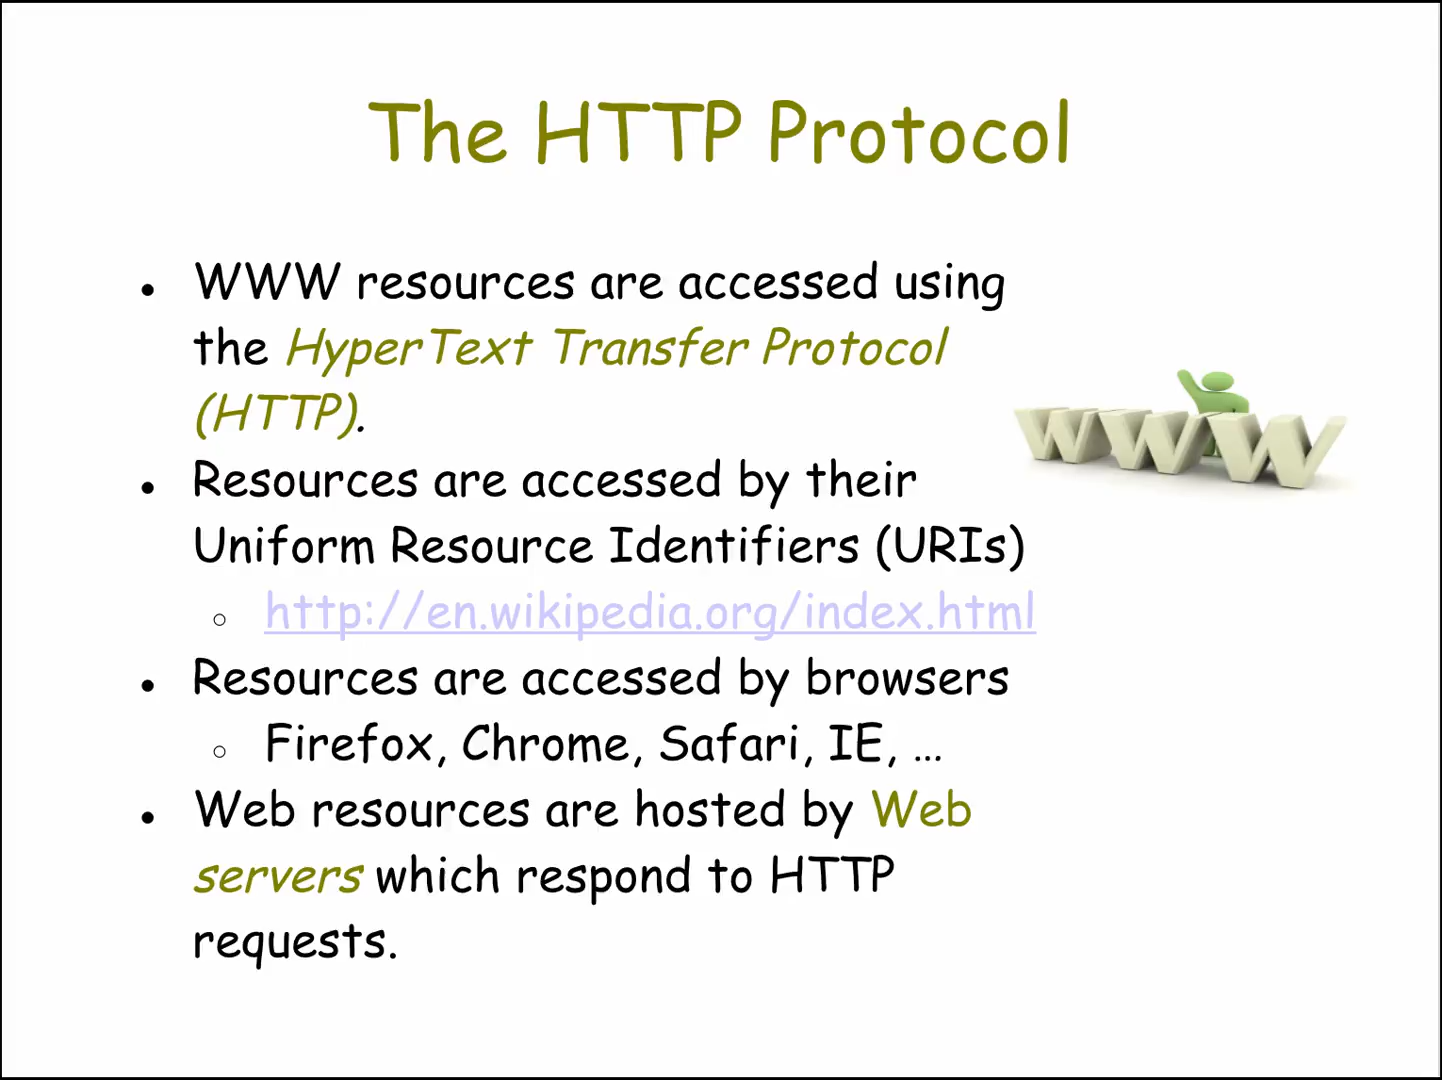 The HTTP Protocol
● WWW resources are accessed using
the HyperText Transfer Protocol
(HTTP).
● Resources are accessed by their
Uniform Resource Identifiers (URIs)
○ http://en.wikipedia.org/index.html
● Resources are accessed by browsers
○ Firefox, Chrome, Safari, IE, …
● Web resources are hosted by Web
servers which respond to HTTP
requests.
WWW